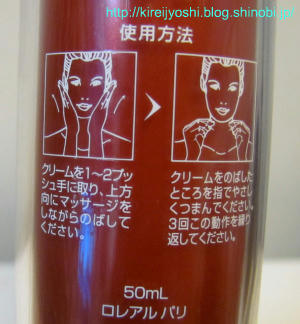 http://kireijyoshi.blog.shinobi.jp
使用方法
クリームを1~2プッ
シュ手に取り、上方
向にマッサージを
しながらのばして
ください。
クリームをのばした
ところを指でやさし
くつまんでください。
3回この動作を繰り
返してください。
50mL
ロレアル パリ